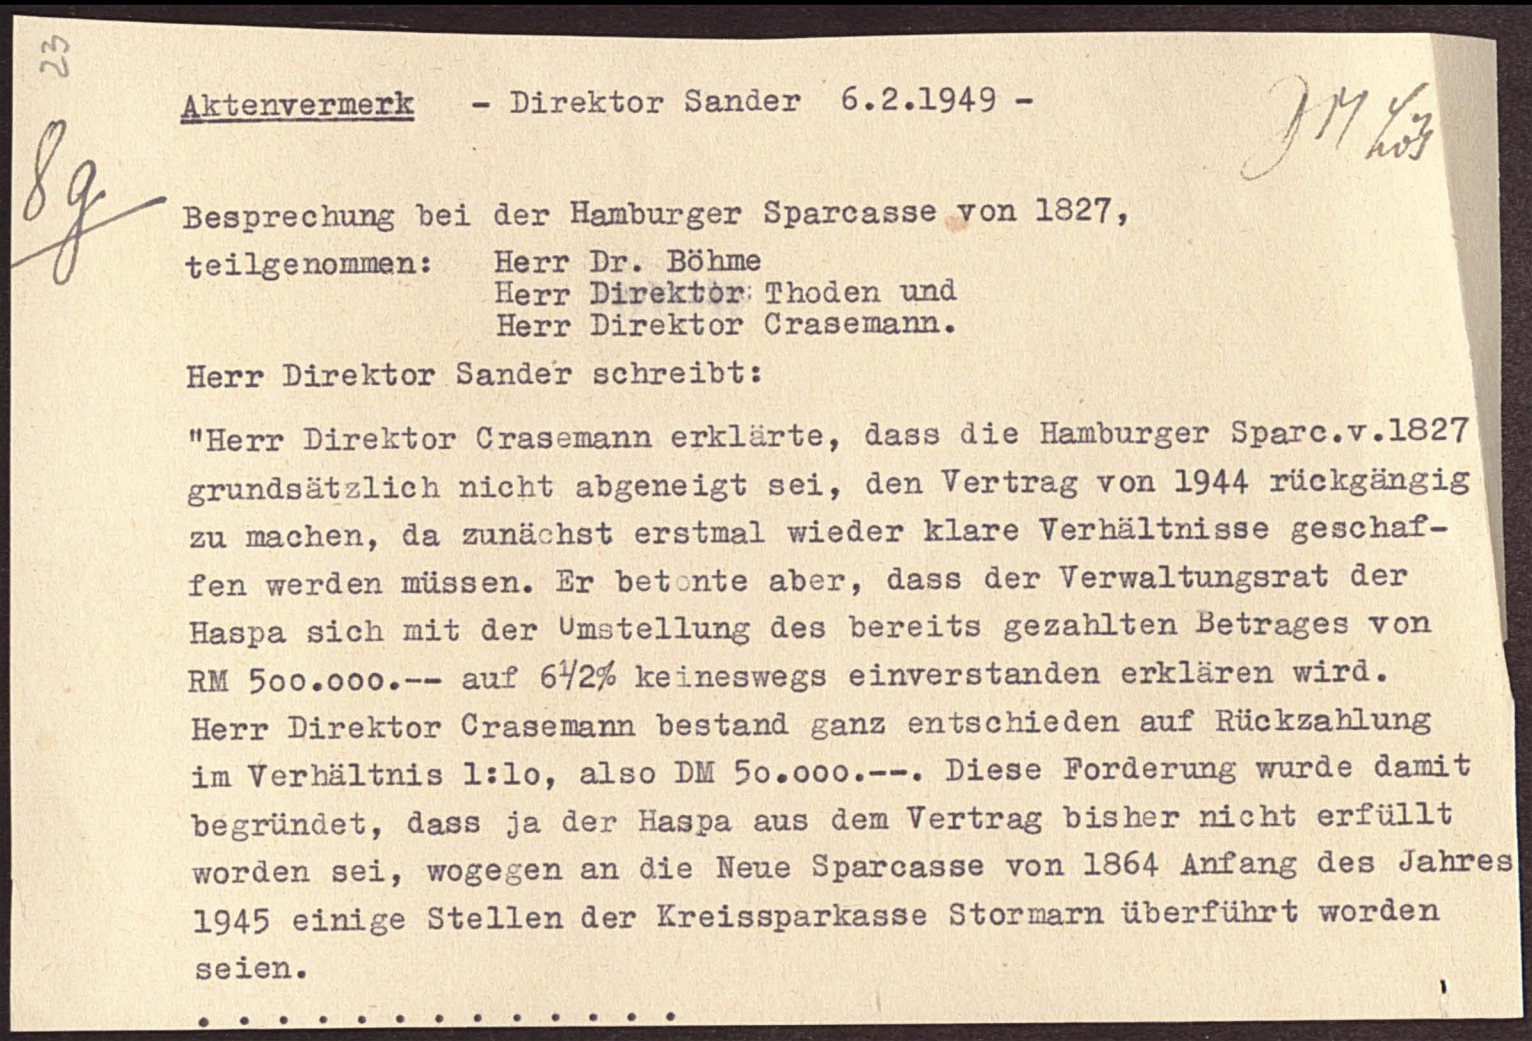 23
Aktenvermerk - Direktor Sander 6.2.1949 -
8g
Besprechung bei der Hamburger Sparcasse von 1827,
teilgenommen: Herr Dr. Böhme
Herr Direktor Thoden und
Herr Direktor Crasemann.
Herr Direktor Sander schreibt:
"Herr Direktor Crasemann erklärte, dass die Hamburger Sparc.v.1827
grundsätzlich nicht abgeneigt sei, den Vertrag von 1944 rückgängig
zu machen, da zunächst erstmal wieder klare Verhältnisse geschaf-
fen werden müssen. Er betonte aber, dass der Verwaltungsrat der
Haspa sich mit der Umstellung des bereits gezahlten Betrages von
RM 5oo.ooo.-- auf 6½% keineswegs einverstanden erklären wird.
Herr Direktor Crasemann bestand ganz entschieden auf Rückzahlung
im Verhältnis 1:1o, also DM 5o.ooo.--. Diese Forderung wurde damit
begründet, dass ja der Haspa aus dem Vertrag bisher nicht erfüllt
worden sei, wogegen an die Neue Sparcasse von 1864 Anfang des Jahres
1945 einige Stellen der Kreissparkasse Stormarn überführt worden
seien.
. . . . . . . . . . . . .